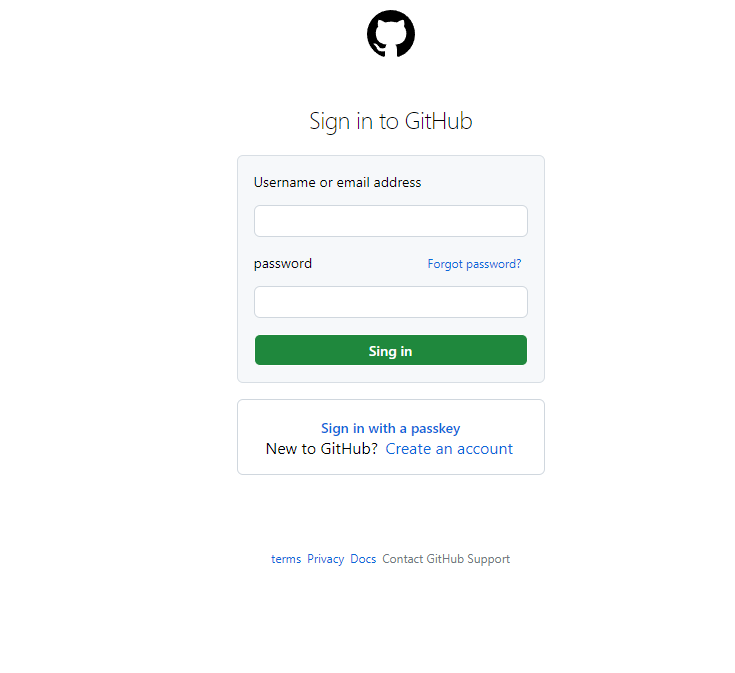 Sign in to GitHub
Username or email address
password Forgot password?
Sing in
Sign in with a passkey
New to GitHub? Create an account
terms Privacy Docs Contact GitHub Support